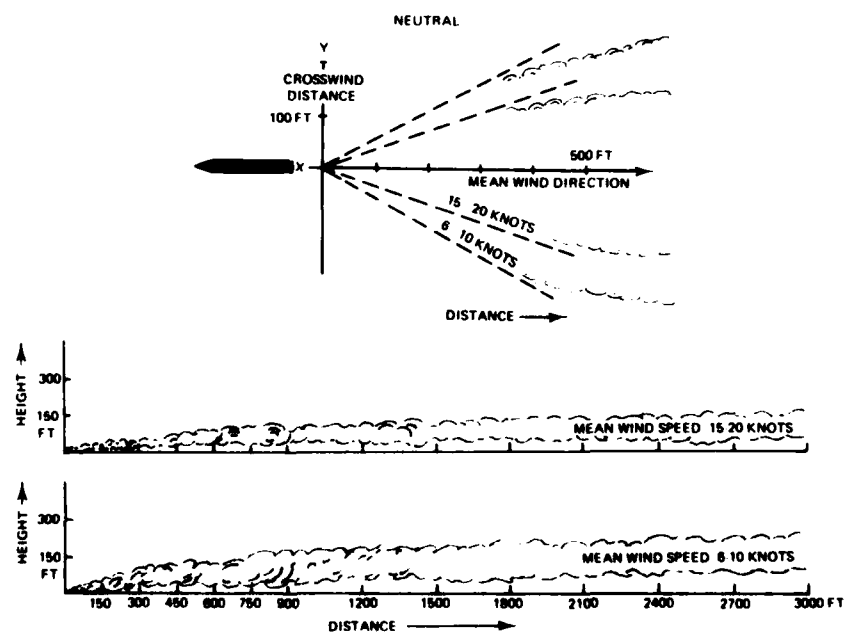 NEUTRAL
Y
T
CROSSWIND
DISTANCE
100 FT
X
500 FT
MEAN WIND DIRECTION
15 20 KNOTS
6 10 KNOTS
DISTANCE
HEIGHT
300
150
FT
MEAN WIND SPEED 15 20 KNOTS
HEIGHT
300
150
FT
MEAN WIND SPEED 6 10 KNOTS
150 300 450 600 750 900 1200 1500 1800 2100 2400 2700 3000 FT
DISTANCE